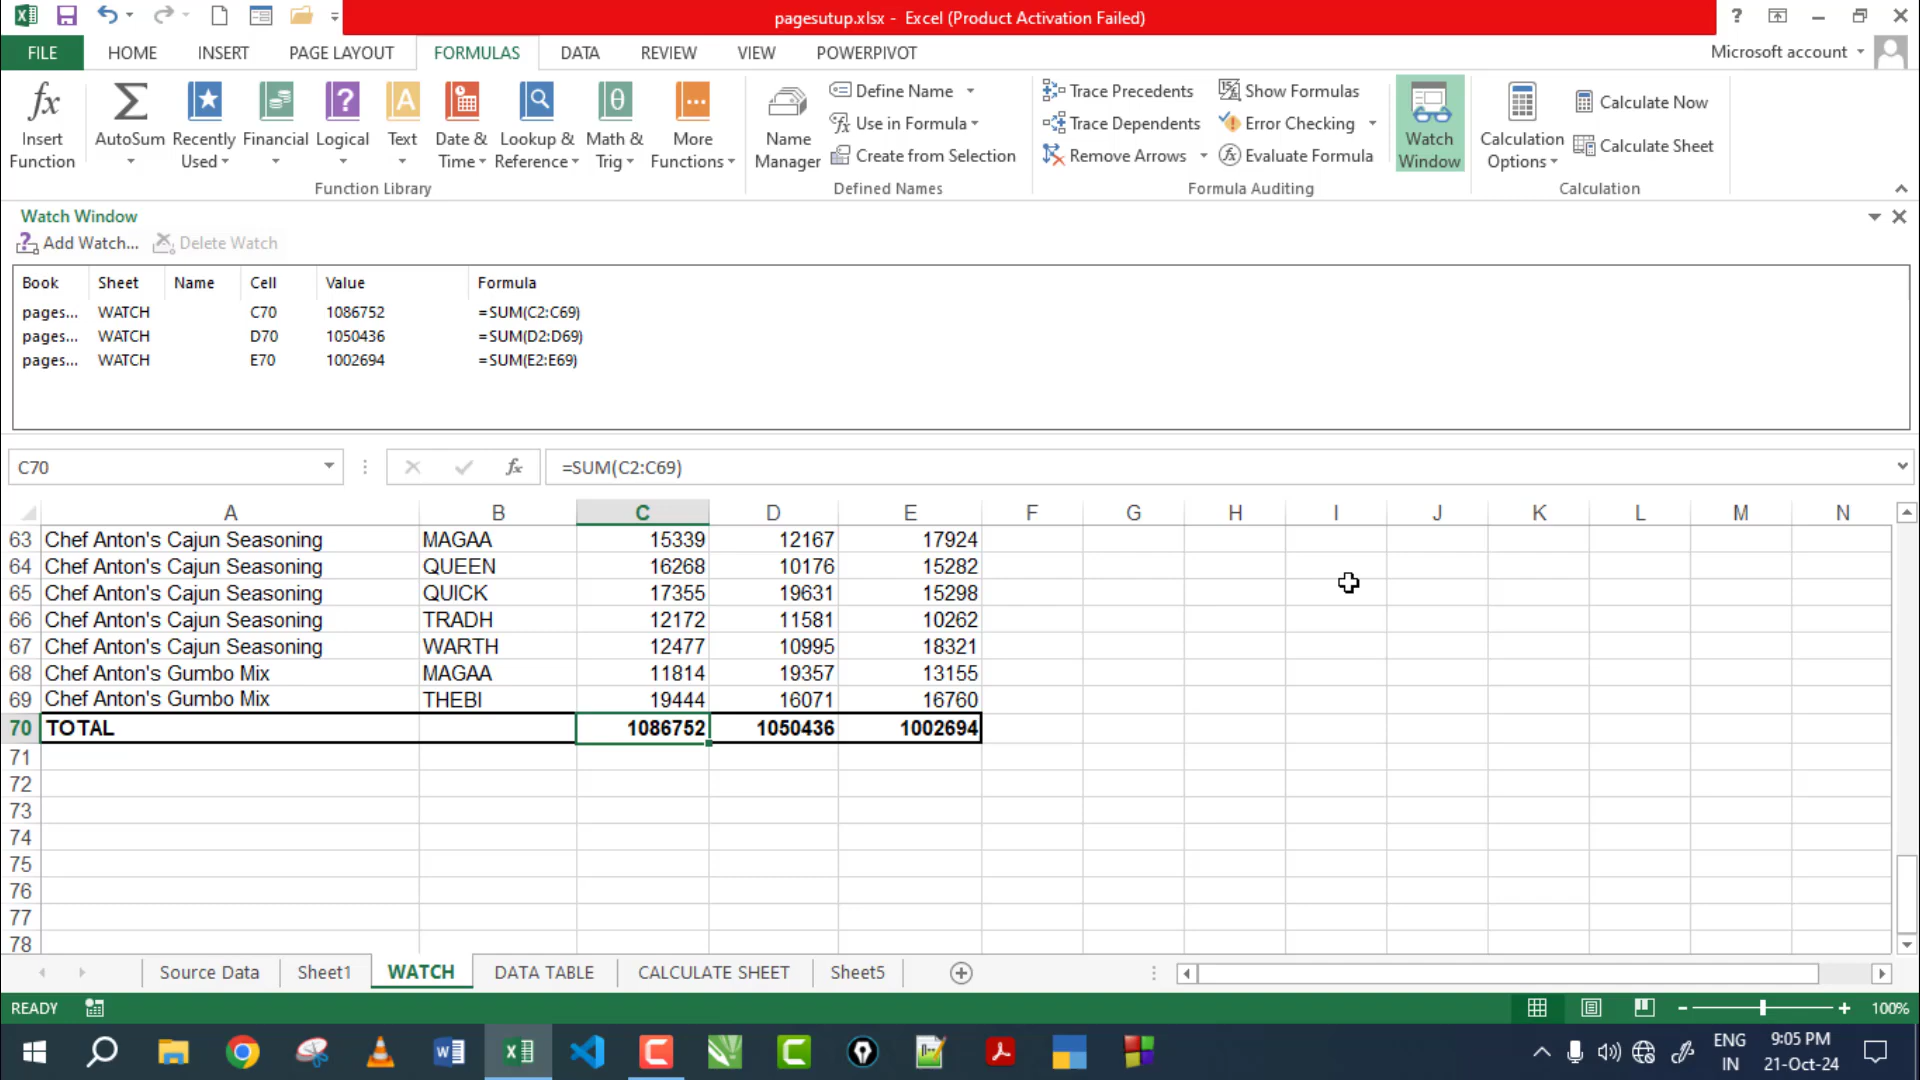 pagesutup.xlsx - Excel (Product Activation Failed)
?
FILE HOME INSERT PAGE LAYOUT FORMULAS DATA REVIEW VIEW POWERPIVOT Microsoft account
fx Insert Function
Σ AutoSum
Recently Used
Financial
? Logical
A Text
Date & Time
Lookup & Reference
θ Math & Trig
More Functions
Function Library
Name Manager
Define Name
Use in Formula
Create from Selection
Defined Names
Trace Precedents
Trace Dependents
Remove Arrows
Show Formulas
Error Checking
Evaluate Formula
Formula Auditing
Watch Window
Calculation Options
Calculate Now
Calculate Sheet
Calculation
Watch Window
Add Watch... Delete Watch
Book Sheet Name Cell Value Formula
pages... WATCH C70 1086752 =SUM(C2:C69)
pages... WATCH D70 1050436 =SUM(D2:D69)
pages... WATCH E70 1002694 =SUM(E2:E69)
C70 fx =SUM(C2:C69)
A B C D E F G H I J K L M N
63 Chef Anton's Cajun Seasoning MAGAA 15339 12167 17924
64 Chef Anton's Cajun Seasoning QUEEN 16268 10176 15282
65 Chef Anton's Cajun Seasoning QUICK 17355 19631 15298
66 Chef Anton's Cajun Seasoning TRADH 12172 11581 10262
67 Chef Anton's Cajun Seasoning WARTH 12477 10995 18321
68 Chef Anton's Gumbo Mix MAGAA 11814 19357 13155
69 Chef Anton's Gumbo Mix THEBI 19444 16071 16760
70 TOTAL 1086752 1050436 1002694
71
72
73
74
75
76
77
78
Source Data Sheet1 WATCH DATA TABLE CALCULATE SHEET Sheet5
READY 100%
ENG 9:05 PM
IN 21-Oct-24